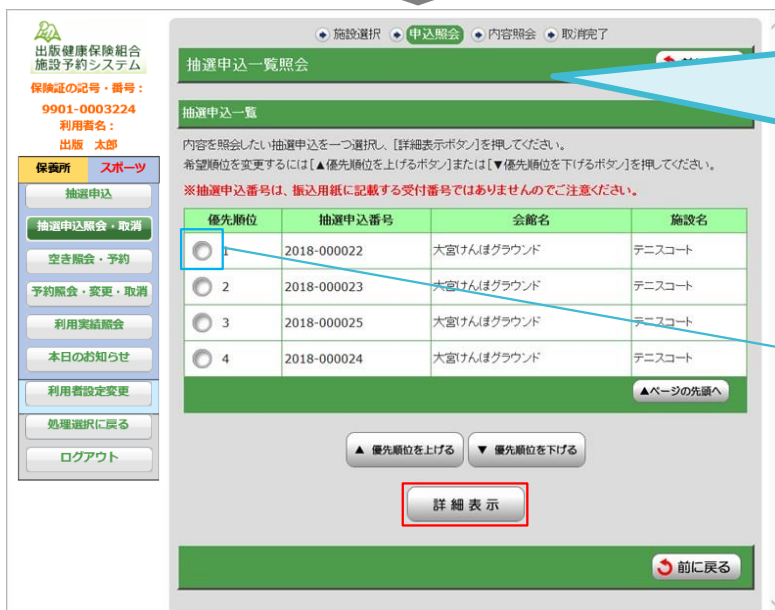 出版健康保険組合
施設予約システム
保険証の記号・番号：
9901-0003224
利用者名：
出版 太郎
保養所 スポーツ
抽選申込
抽選申込照会・取消
空き照会・予約
予約照会・変更・取消
利用実績照会
本日のお知らせ
利用者設定変更
処理選択に戻る
ログアウト
施設選択 申込照会 内容照会 取消完了
抽選申込一覧照会
抽選申込一覧
内容を照会したい抽選申込を一つ選択し、[詳細表示ボタン]を押してください。
希望順位を変更するには[▲優先順位を上げるボタン]または[▼優先順位を下げるボタン]を押してください。
※抽選申込番号は、振込用紙に記載する受付番号ではありませんのでご注意ください。
優先順位 抽選申込番号 会館名 施設名
1 2018-000022 大宮けんぽグラウンド テニスコート
2 2018-000023 大宮けんぽグラウンド テニスコート
3 2018-000025 大宮けんぽグラウンド テニスコート
4 2018-000024 大宮けんぽグラウンド テニスコート
▲ページの先頭へ
▲ 優先順位を上げる ▼ 優先順位を下げる
詳細表示
前に戻る